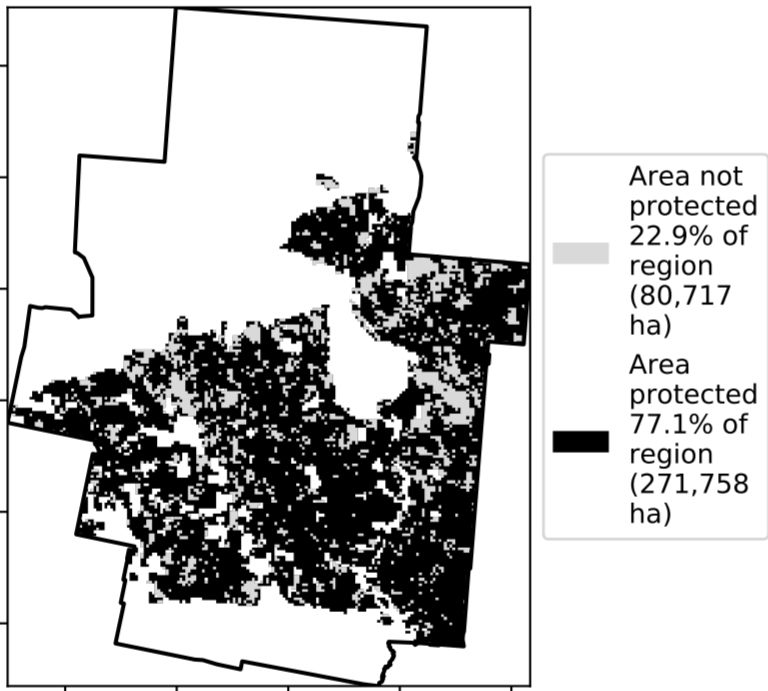 Area not
protected
22.9% of
region
(80,717
ha)
Area
protected
77.1% of
region
(271,758
ha)